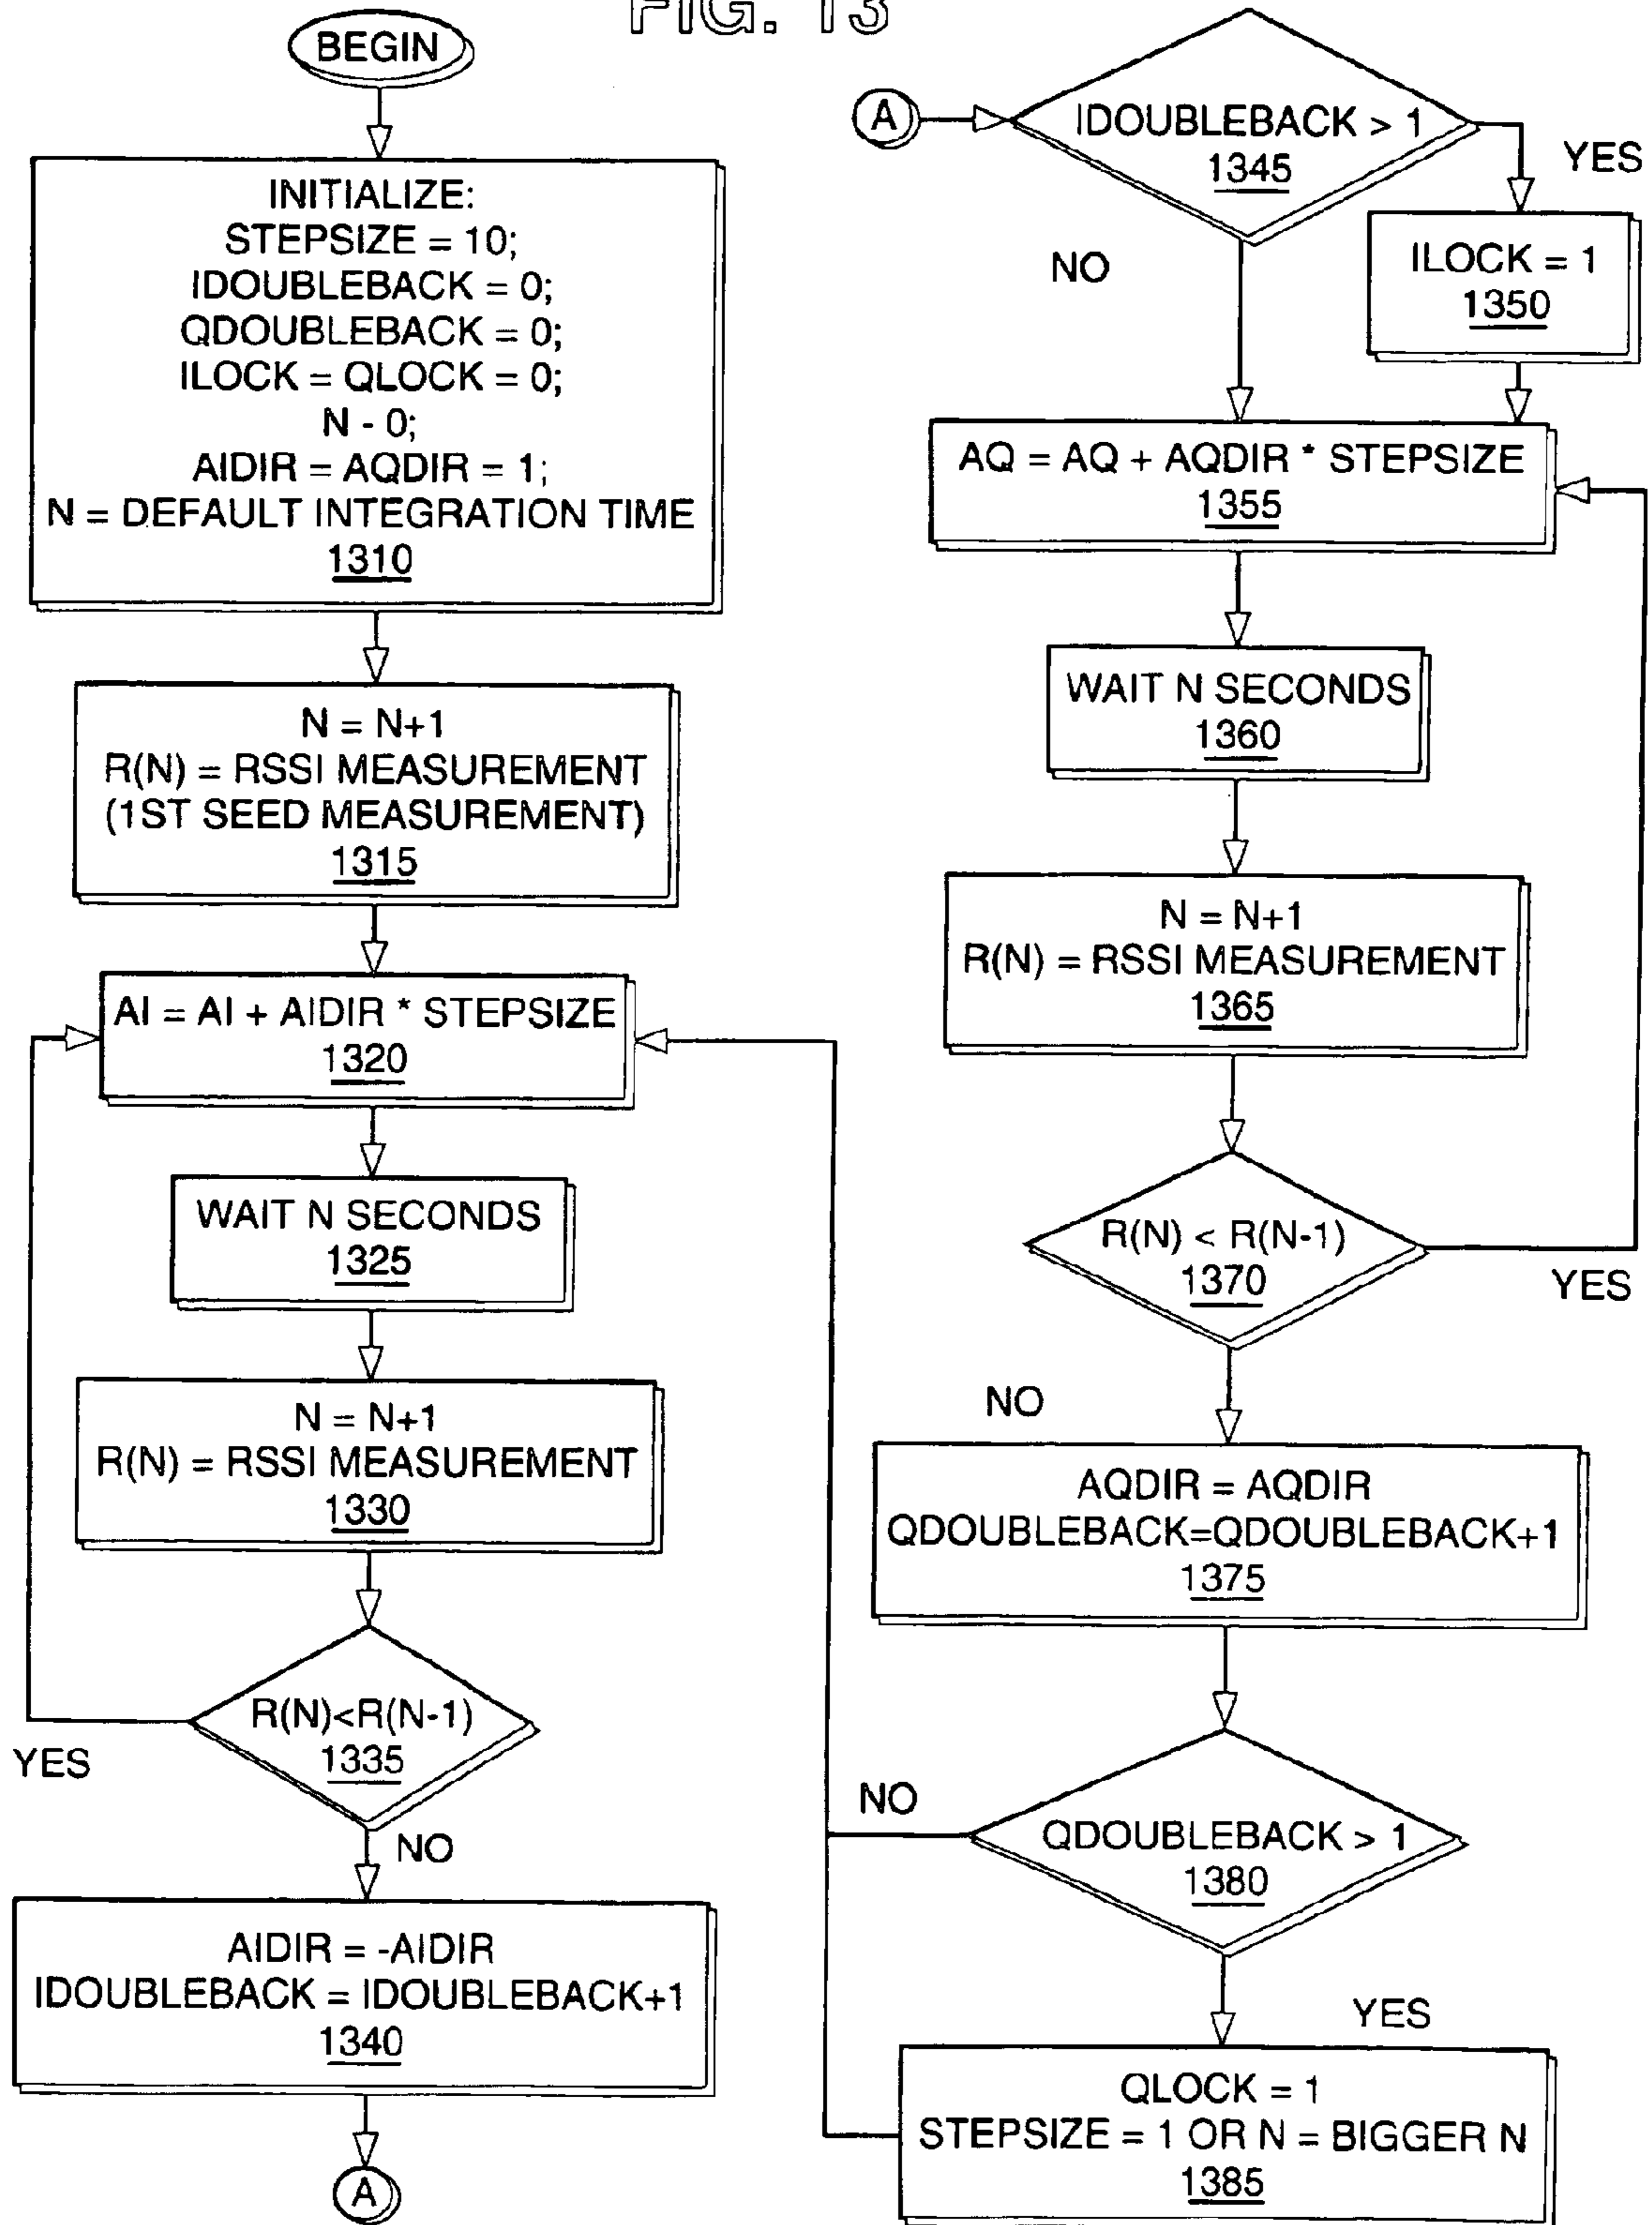 FIG. 13
BEGIN
INITIALIZE:
STEPSIZE = 10;
IDOUBLEBACK = 0;
QDOUBLEBACK = 0;
ILOCK = QLOCK = 0;
N - 0;
AIDIR = AQDIR = 1;
N = DEFAULT INTEGRATION TIME
1310
N = N+1
R(N) = RSSI MEASUREMENT
(1ST SEED MEASUREMENT)
1315
AI = AI + AIDIR * STEPSIZE
1320
WAIT N SECONDS
1325
N = N+1
R(N) = RSSI MEASUREMENT
1330
R(N)<R(N-1)
1335
YES
NO
AIDIR = -AIDIR
IDOUBLEBACK = IDOUBLEBACK+1
1340
A
A
IDOUBLEBACK > 1
1345
YES
NO
ILOCK = 1
1350
AQ = AQ + AQDIR * STEPSIZE
1355
WAIT N SECONDS
1360
N = N+1
R(N) = RSSI MEASUREMENT
1365
R(N) < R(N-1)
1370
YES
NO
AQDIR = AQDIR
QDOUBLEBACK=QDOUBLEBACK+1
1375
NO
QDOUBLEBACK > 1
1380
YES
QLOCK = 1
STEPSIZE = 1 OR N = BIGGER N
1385